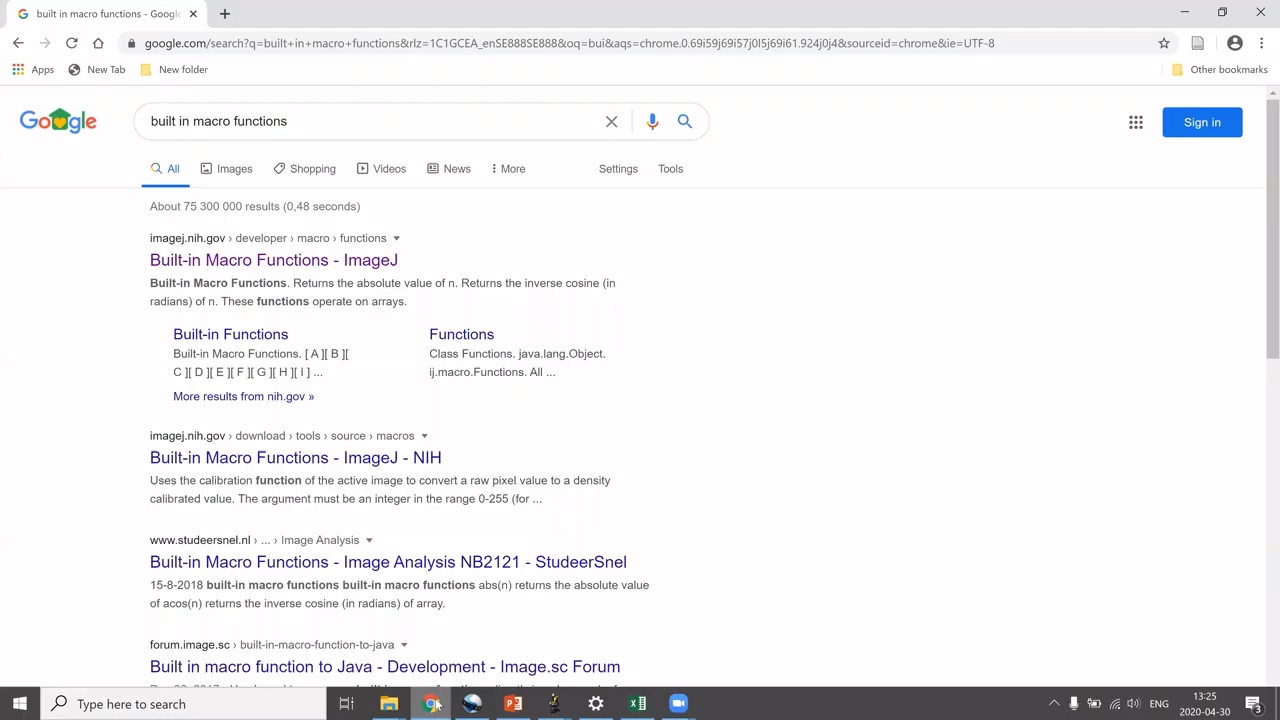 built in macro functions - Google
google.com/search?q=built+in+macro+functions&rlz=1C1GCEA_enSE888SE888&oq=bui&aqs=chrome.0.69i59j69i57j0l5j69i61.924j0j4&sourceid=chrome&ie=UTF-8
Apps New Tab New folder Other bookmarks
Google built in macro functions Sign in
All Images Shopping Videos News More Settings Tools
About 75 300 000 results (0,48 seconds)
imagej.nih.gov › developer › macro › functions
Built-in Macro Functions - ImageJ
Built-in Macro Functions. Returns the absolute value of n. Returns the inverse cosine (in
radians) of n. These functions operate on arrays.
Built-in Functions Functions
Built-in Macro Functions. [ A ][ B ][ Class Functions. java.lang.Object.
C ][ D ][ E ][ F ][ G ][ H ][ I ] ... ij.macro.Functions. All ...
More results from nih.gov »
imagej.nih.gov › download › tools › source › macros
Built-in Macro Functions - ImageJ - NIH
Uses the calibration function of the active image to convert a raw pixel value to a density
calibrated value. The argument must be an integer in the range 0-255 (for ...
www.studeersnel.nl › ... › Image Analysis
Built-in Macro Functions - Image Analysis NB2121 - StudeerSnel
15-8-2018 built-in macro functions built-in macro functions abs(n) returns the absolute value
of acos(n) returns the inverse cosine (in radians) of array.
forum.image.sc › built-in-macro-function-to-java
Built in macro function to Java - Development - Image.sc Forum
Type here to search
ENG
13:25
2020-04-30
3